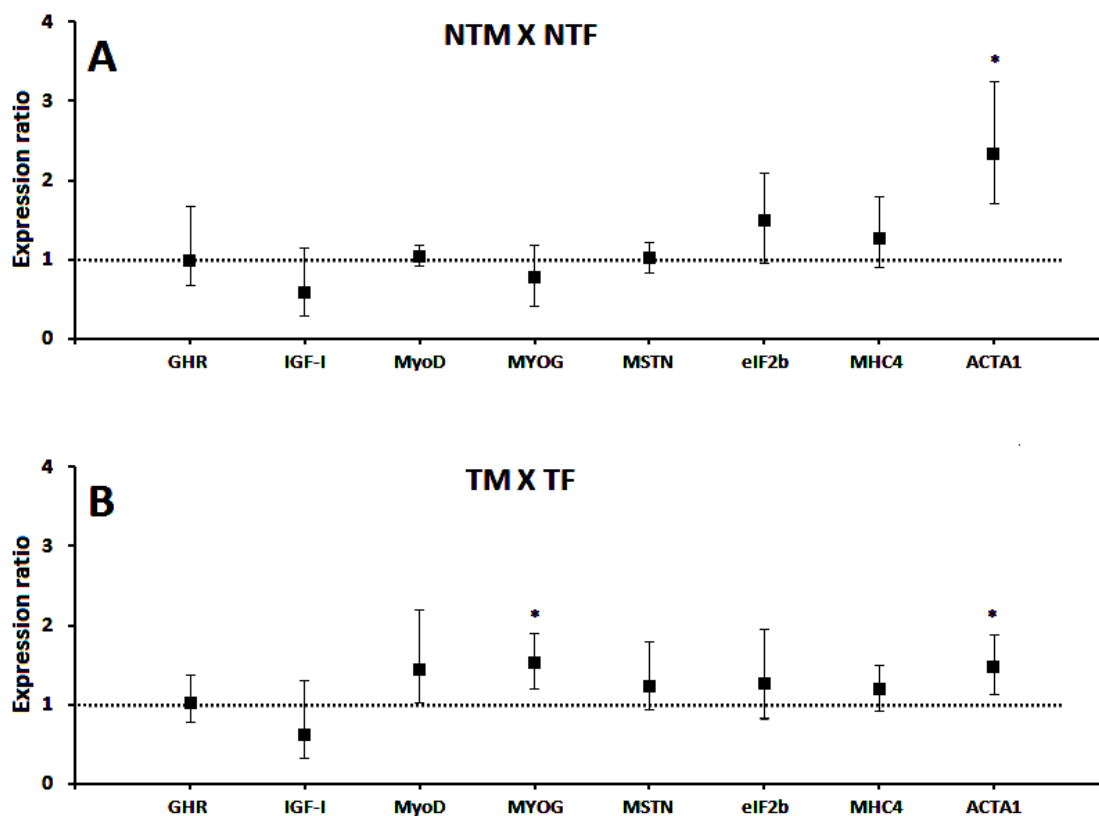 A
NTM X NTF
Expression ratio
4
3
2
1
0
*
GHR IGF-I MyoD MYOG MSTN eIF2b MHC4 ACTA1
B
TM X TF
Expression ratio
4
3
2
1
0
* *
GHR IGF-I MyoD MYOG MSTN eIF2b MHC4 ACTA1